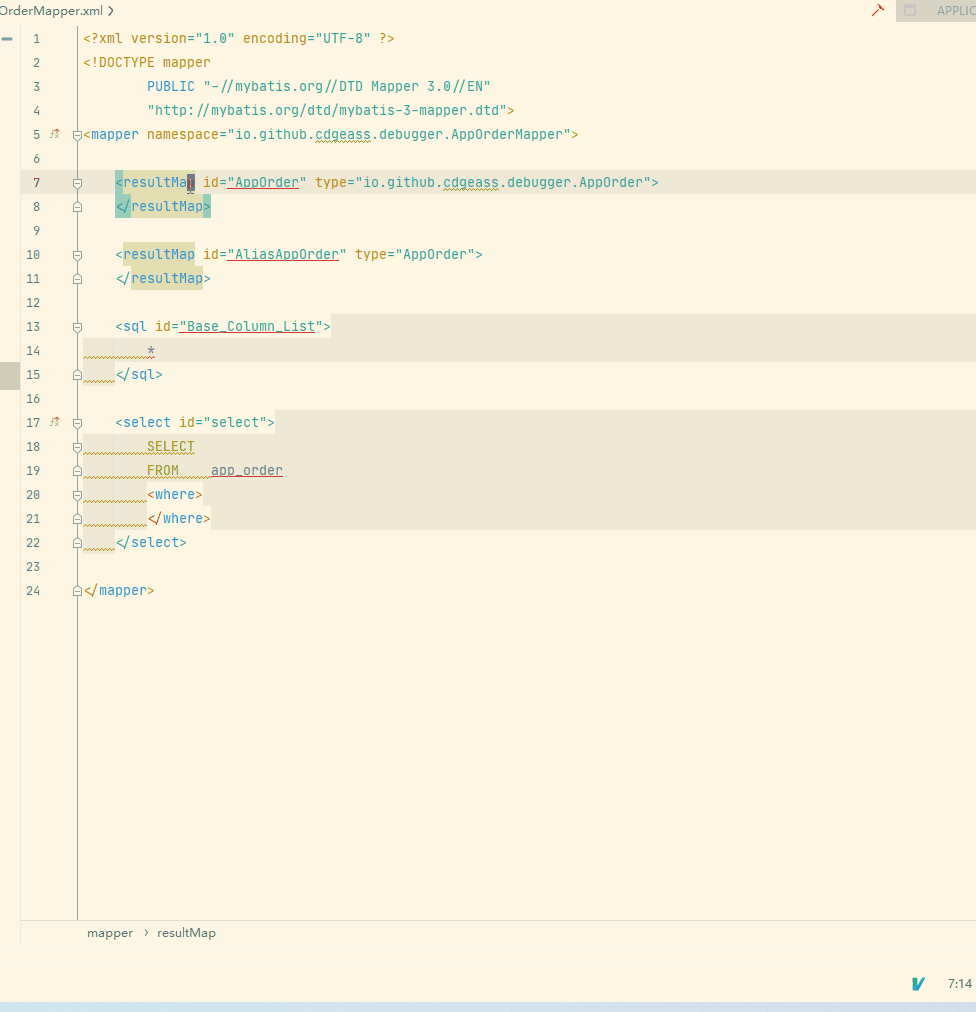 OrderMapper.xml
APPLIC
1 <?xml version="1.0" encoding="UTF-8" ?>
2 <!DOCTYPE mapper
3 PUBLIC "-//mybatis.org//DTD Mapper 3.0//EN"
4 "http://mybatis.org/dtd/mybatis-3-mapper.dtd">
5 <mapper namespace="io.github.cdgeass.debugger.AppOrderMapper">
6
7 <resultMap id="AppOrder" type="io.github.cdgeass.debugger.AppOrder">
8 </resultMap>
9
10 <resultMap id="AliasAppOrder" type="AppOrder">
11 </resultMap>
12
13 <sql id="Base_Column_List">
14 *
15 </sql>
16
17 <select id="select">
18 SELECT
19 FROM app_order
20 <where>
21 </where>
22 </select>
23
24 </mapper>
mapper › resultMap
7:14